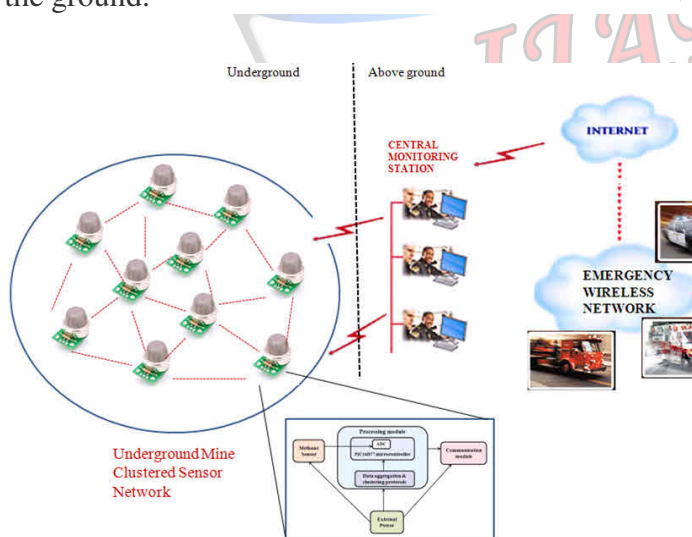 the ground.
Underground
Above ground
CENTRAL
MONITORING
STATION
INTERNET
EMERGENCY
WIRELESS
NETWORK
Underground Mine
Clustered Sensor
Network
Processing module
ADC
Methane
Sensor
Communication
module
Data aggregation &
clustering protocol
External
Power